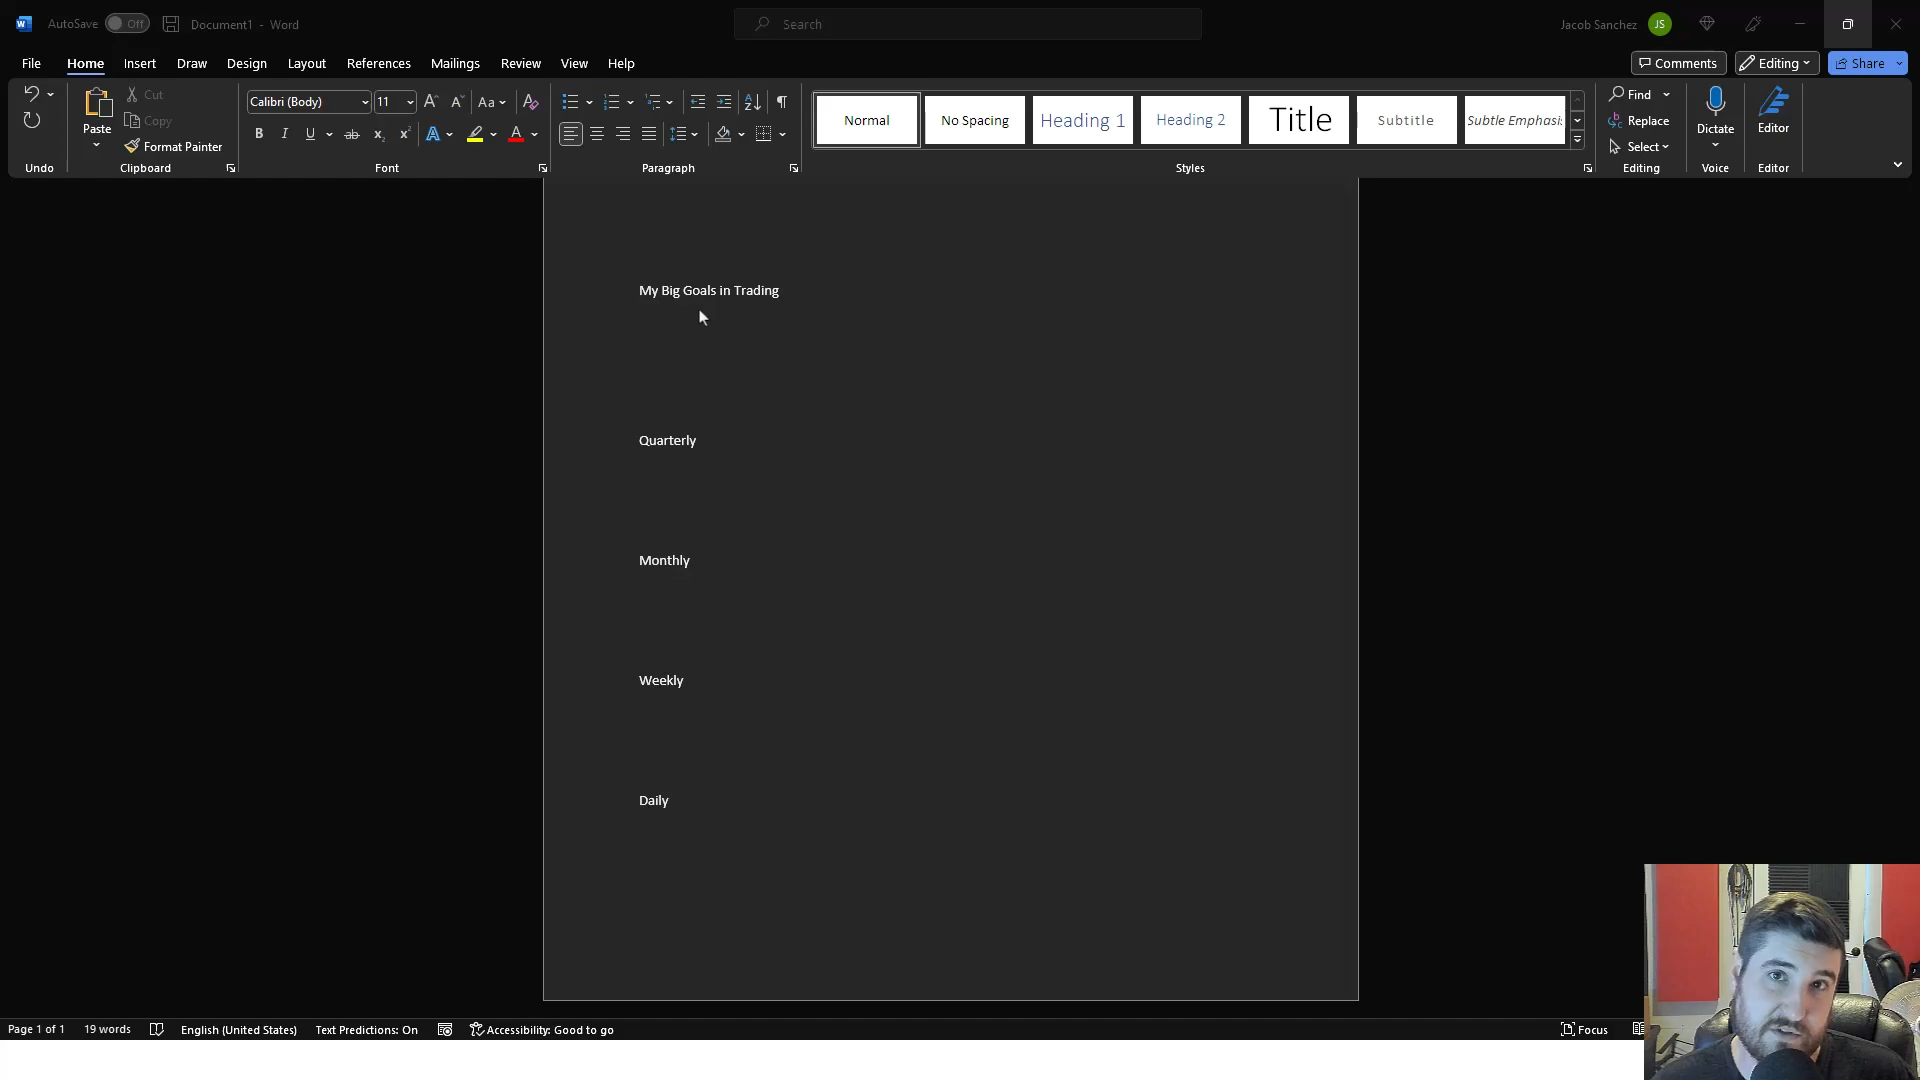 AutoSave Off Document1 - Word Search Jacob Sanchez JS
File Home Insert Draw Design Layout References Mailings Review View Help Comments Editing Share
Paste Cut Copy Format Painter
Calibri (Body) 11 Aa
Normal No Spacing Heading 1 Heading 2 Title Subtitle Subtle Emphasi
Find Replace Select Dictate Editor
Undo Clipboard Font Paragraph Styles Editing Voice Editor
My Big Goals in Trading
Quarterly
Monthly
Weekly
Daily
Page 1 of 1 19 words English (United States) Text Predictions: On Accessibility: Good to go Focus